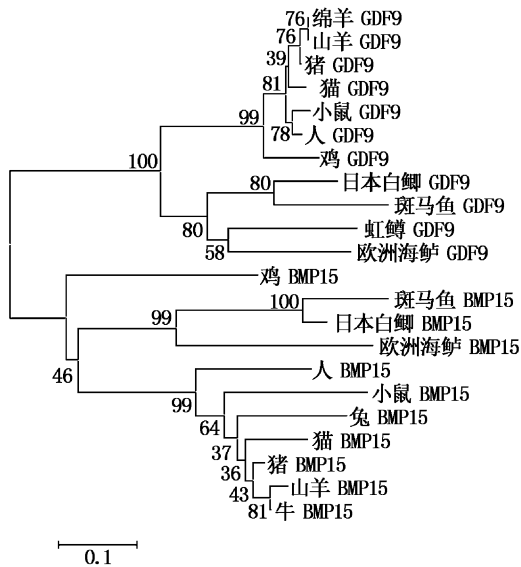 76 绵羊 GDF9
76 山羊 GDF9
39 猪 GDF9
81 猫 GDF9
小鼠 GDF9
99 78 人 GDF9
100 鸡 GDF9
80 日本白鲫 GDF9
斑马鱼 GDF9
80 虹鳟 GDF9
58 欧洲海鲈 GDF9
鸡 BMP15
100 斑马鱼 BMP15
99 日本白鲫 BMP15
欧洲海鲈 BMP15
46 人 BMP15
99 小鼠 BMP15
64 兔 BMP15
37 猫 BMP15
36 猪 BMP15
43 山羊 BMP15
81 牛 BMP15
0.1